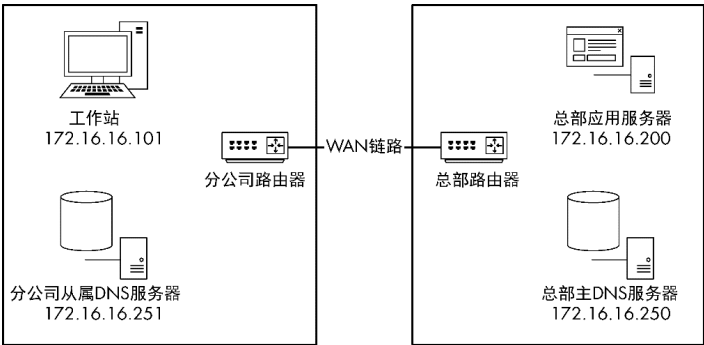 工作站
172.16.16.101
分公司路由器
分公司从属DNS服务器
172.16.16.251
WAN链路
总部应用服务器
172.16.16.200
总部路由器
总部主DNS服务器
172.16.16.250